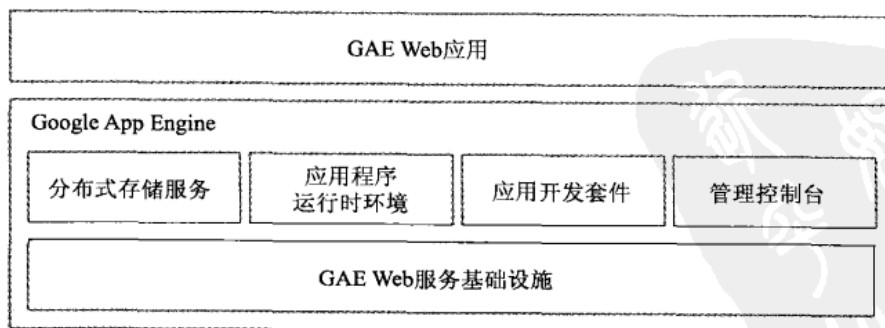 GAE Web应用
Google App Engine
分布式存储服务
应用程序
运行时环境
应用开发套件
管理控制台
GAE Web服务基础设施